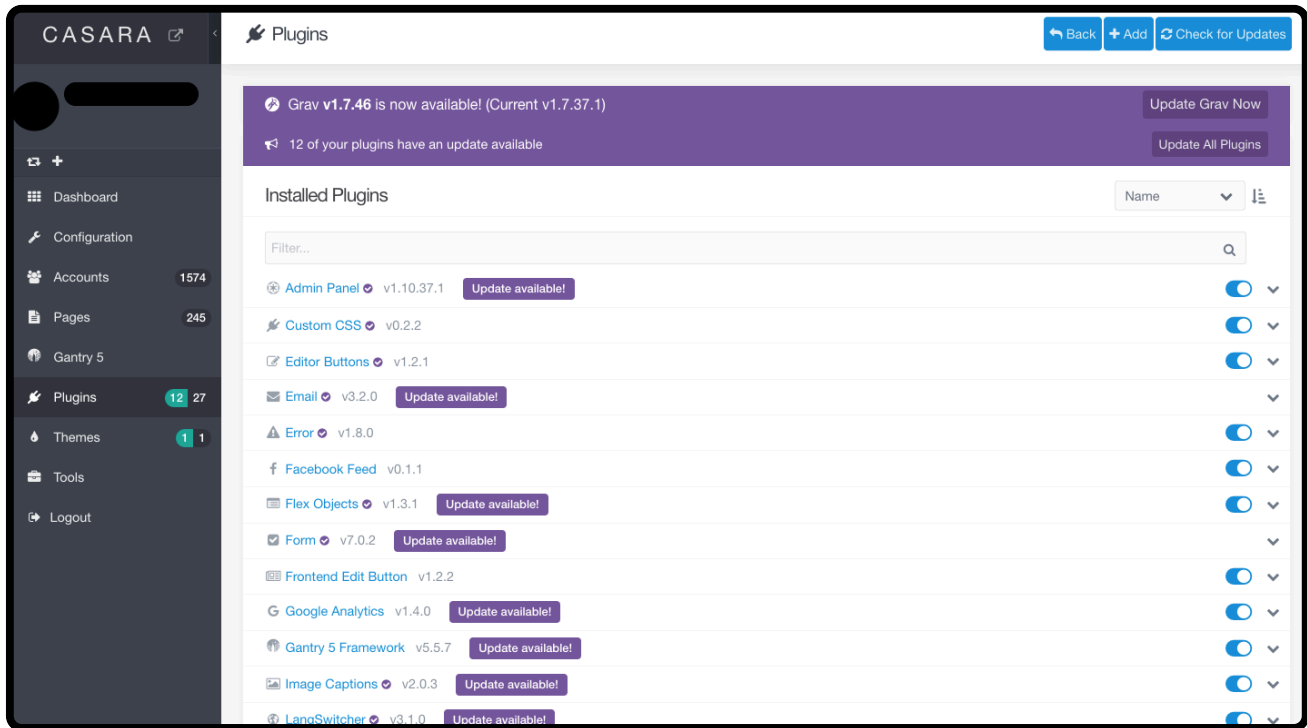 CASARA
Plugins
Back
Add
Check for Updates
Grav v1.7.46 is now available! (Current v1.7.37.1)
Update Grav Now
12 of your plugins have an update available
Update All Plugins
Dashboard
Configuration
Accounts 1574
Pages 245
Gantry 5
Plugins 12 27
Themes 1 1
Tools
Logout
Installed Plugins
Name
Filter...
Admin Panel v1.10.37.1 Update available!
Custom CSS v0.2.2
Editor Buttons v1.2.1
Email v3.2.0 Update available!
Error v1.8.0
Facebook Feed v0.1.1
Flex Objects v1.3.1 Update available!
Form v7.0.2 Update available!
Frontend Edit Button v1.2.2
Google Analytics v1.4.0 Update available!
Gantry 5 Framework v5.5.7 Update available!
Image Captions v2.0.3 Update available!
LangSwitcher v3.1.0 Update available!